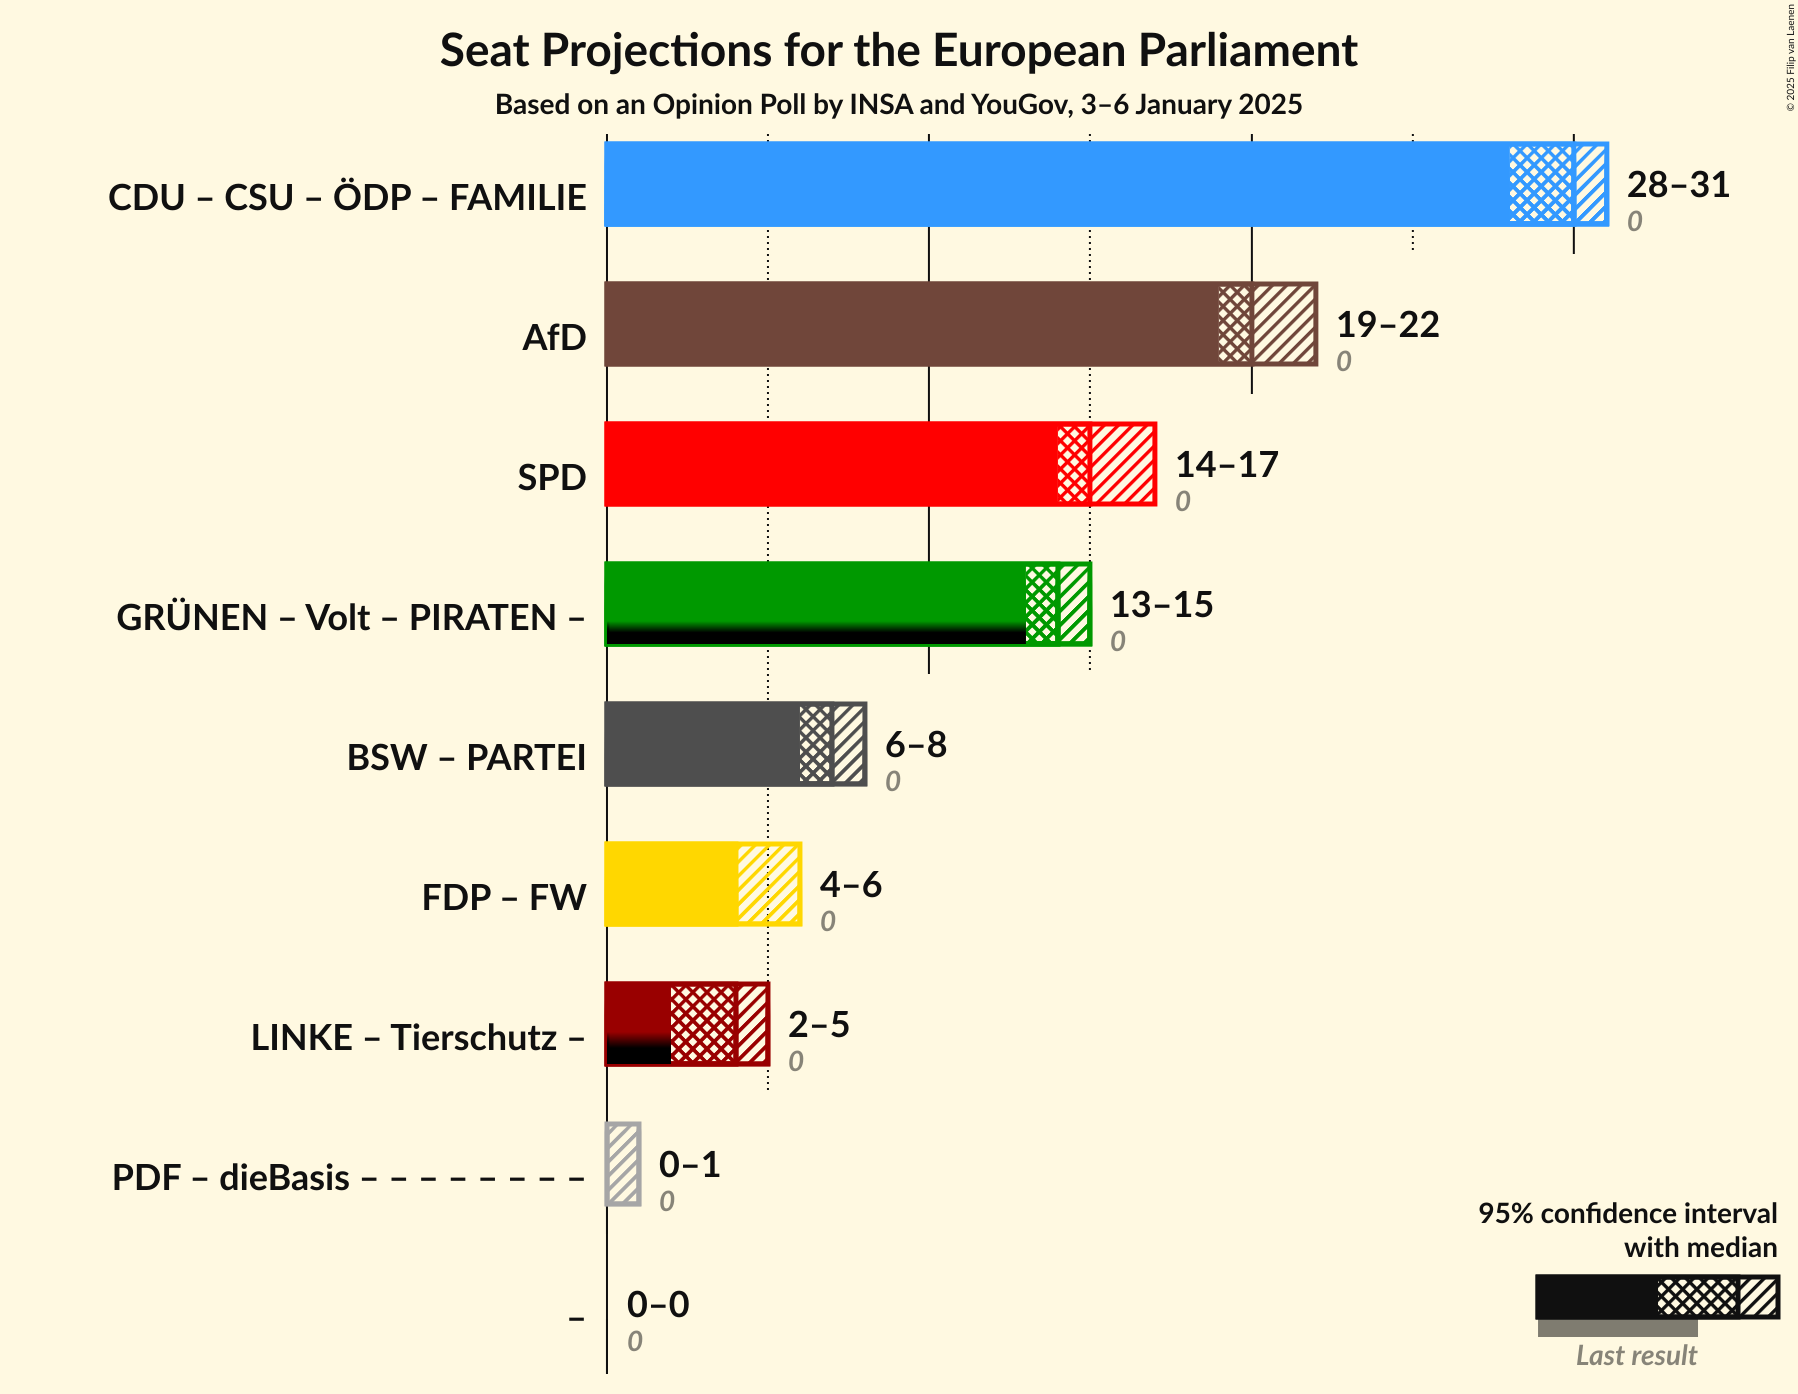 Seat Projections for the European Parliament
Based on an Opinion Poll by INSA and YouGov, 3–6 January 2025
© 2025 Filip van Laenen
CDU – CSU – ÖDP – FAMILIE
28–31
0
AfD
19–22
0
SPD
14–17
0
GRÜNEN – Volt – PIRATEN –
13–15
0
BSW – PARTEI
6–8
0
FDP – FW
4–6
0
LINKE – Tierschutz –
2–5
0
PDF – dieBasis – – – – – – – –
0–1
0
–
0–0
0
95% confidence interval
with median
Last result